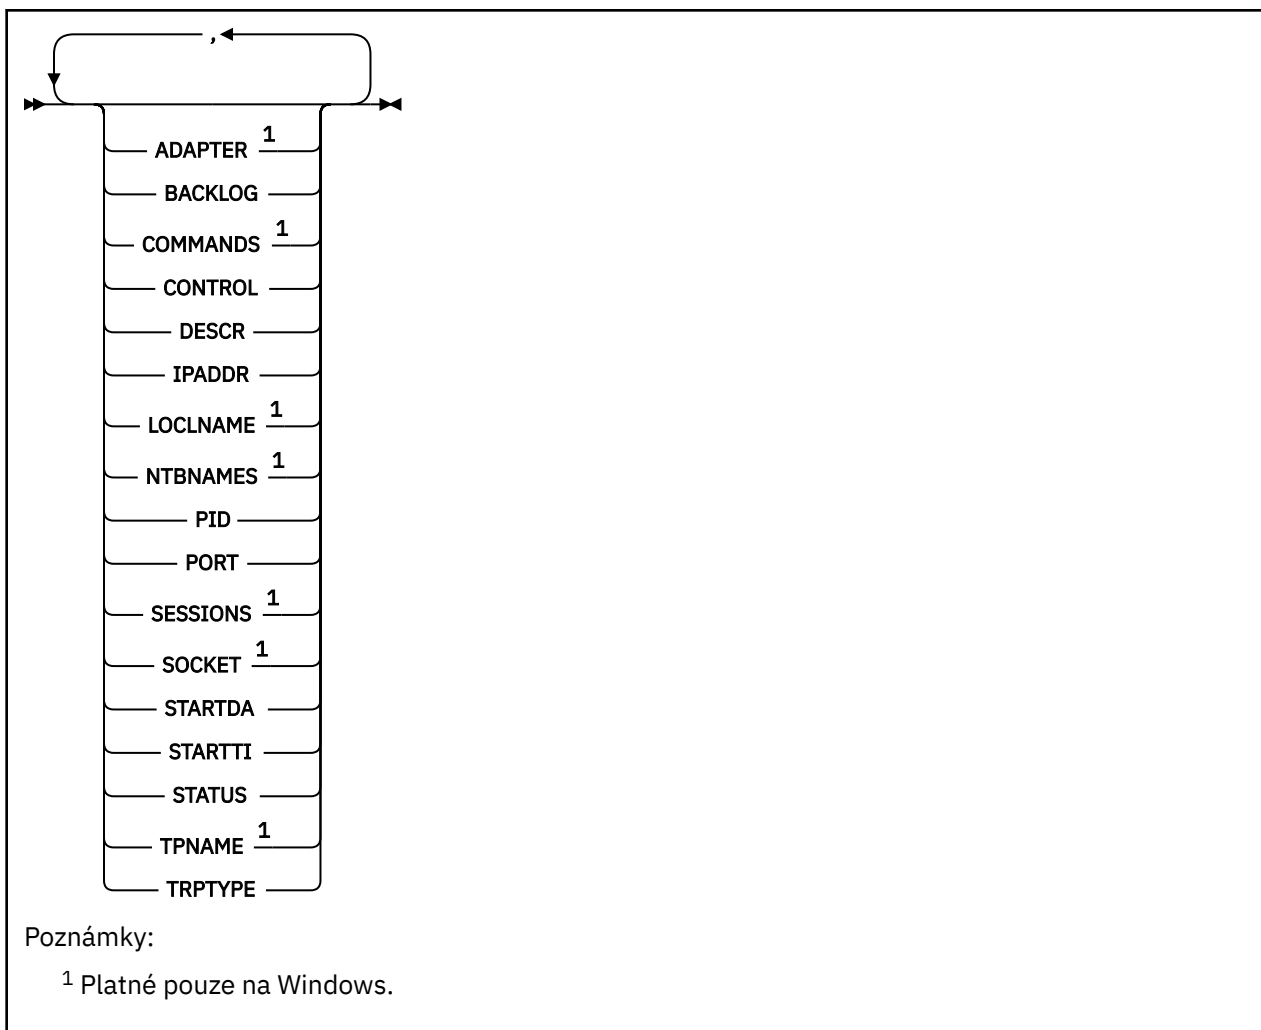 ,
ADAPTER 1
BACKLOG
COMMANDS 1
CONTROL
DESCR
IPADDR
LOCLNAME 1
NTBNAMES 1
PID
PORT
SESSIONS 1
SOCKET 1
STARTDA
STARTTI
STATUS
TPNAME 1
TRPTYPE
Poznámky:
1 Platné pouze na Windows.